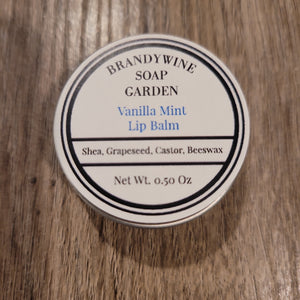 BRANDYWINE
SOAP
GARDEN
Vanilla Mint
Lip Balm
Shea, Grapeseed, Castor, Beeswax
Net Wt. 0.50 Oz